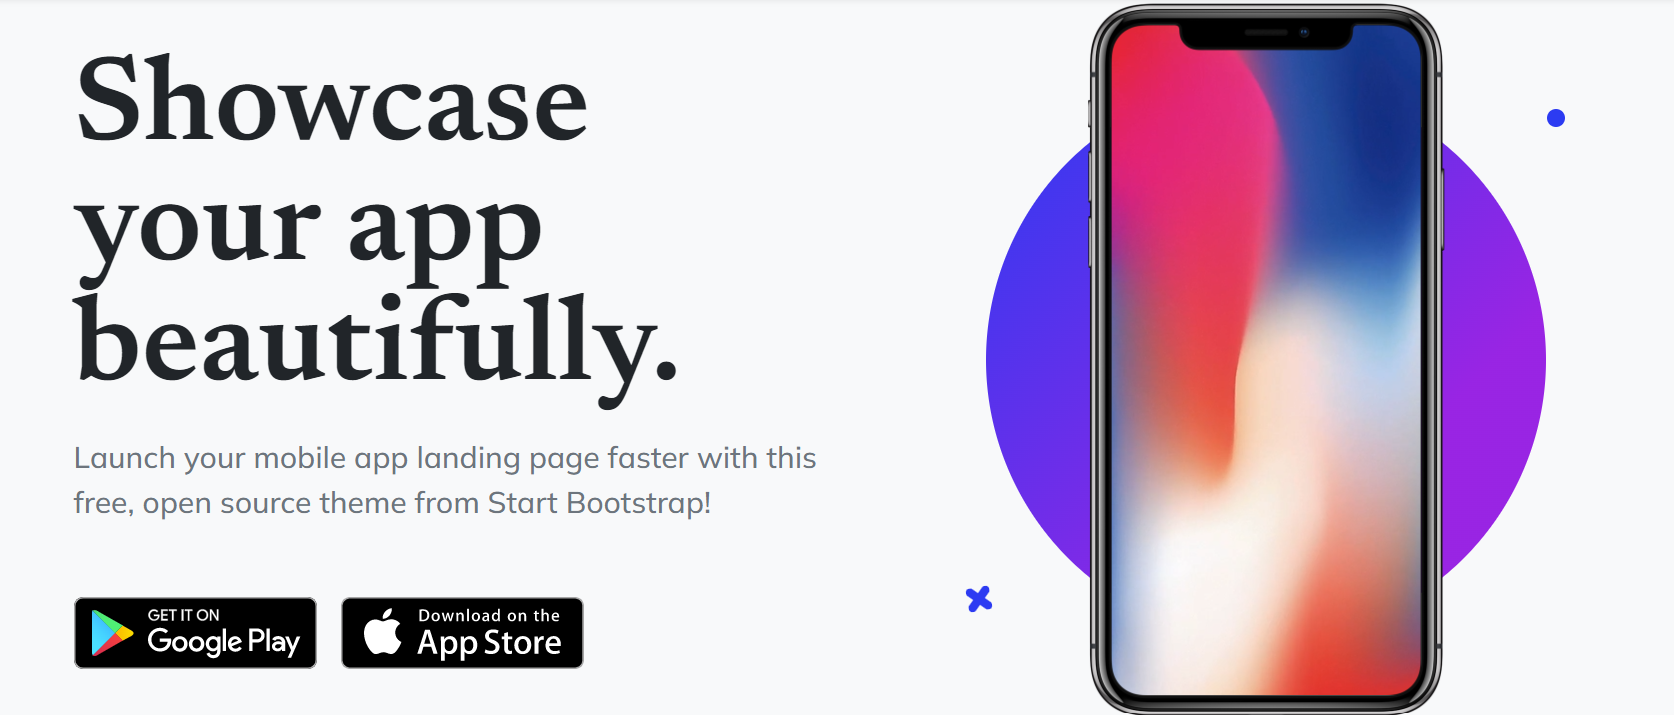 Showcase
your app
beautifully.
Launch your mobile app landing page faster with this
free, open source theme from Start Bootstrap!
GET IT ON
Google Play
Download on the
App Store